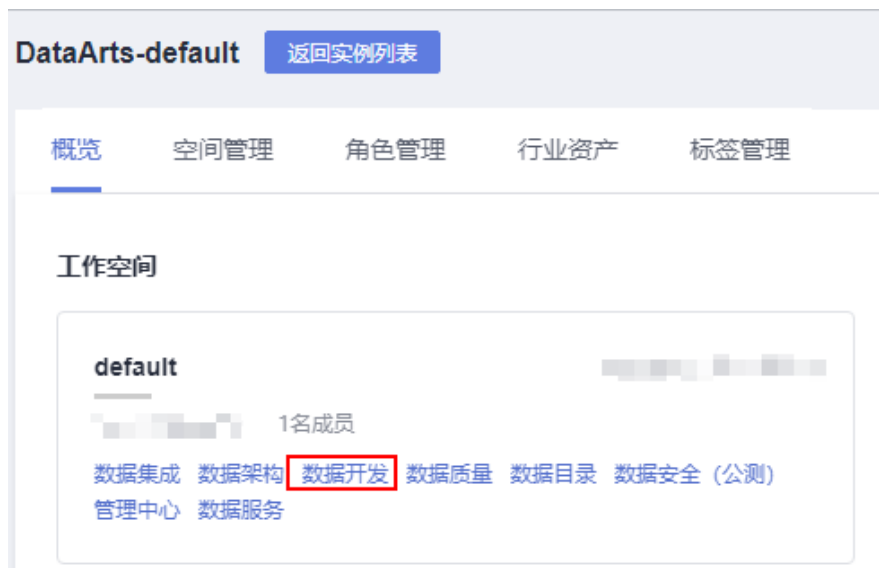 DataArts-default 返回实例列表
概览 空间管理 角色管理 行业资产 标签管理
工作空间
default
1名成员
数据集成 数据架构 数据开发 数据质量 数据目录 数据安全 (公测)
管理中心 数据服务